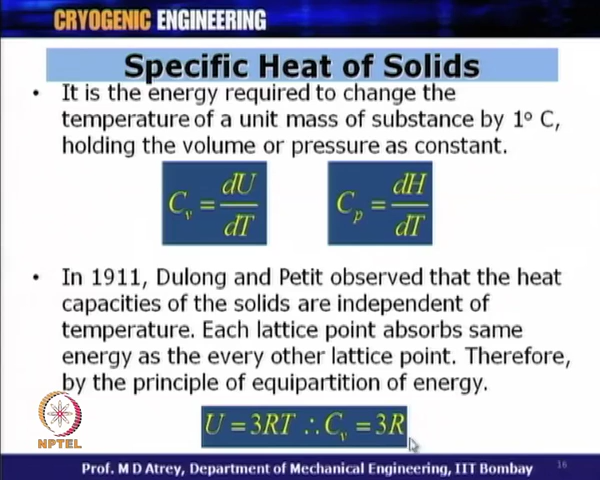 CRYOGENIC ENGINEERING
Specific Heat of Solids
• It is the energy required to change the
temperature of a unit mass of substance by 1° C,
holding the volume or pressure as constant.
C_v = dU/dT C_p = dH/dT
• In 1911, Dulong and Petit observed that the heat
capacities of the solids are independent of
temperature. Each lattice point absorbs same
energy as the every other lattice point. Therefore,
by the principle of equipartition of energy.
U = 3RT ∴ C_v = 3R
NPTEL
Prof. M D Atrey, Department of Mechanical Engineering, IIT Bombay
16